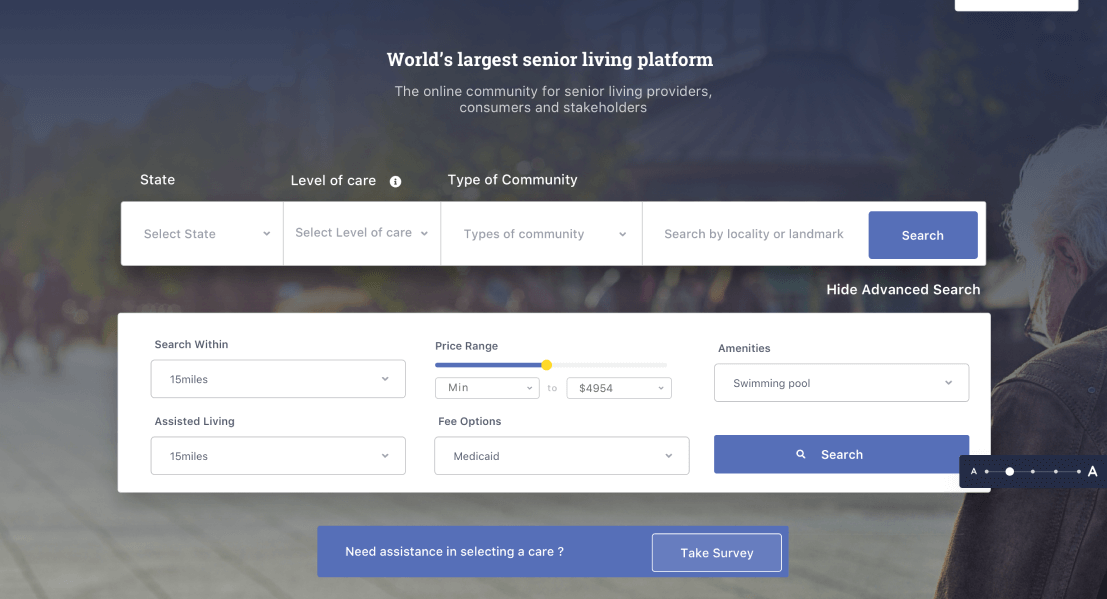 World's largest senior living platform
The online community for senior living providers,
consumers and stakeholders
State
Level of care
Type of Community
Select State
Select Level of care
Types of community
Search by locality or landmark
Search
Hide Advanced Search
Search Within
Price Range
Amenities
15miles
Min
to
$4954
Swimming pool
Assisted Living
Fee Options
15miles
Medicaid
Search
A
A
Need assistance in selecting a care ?
Take Survey